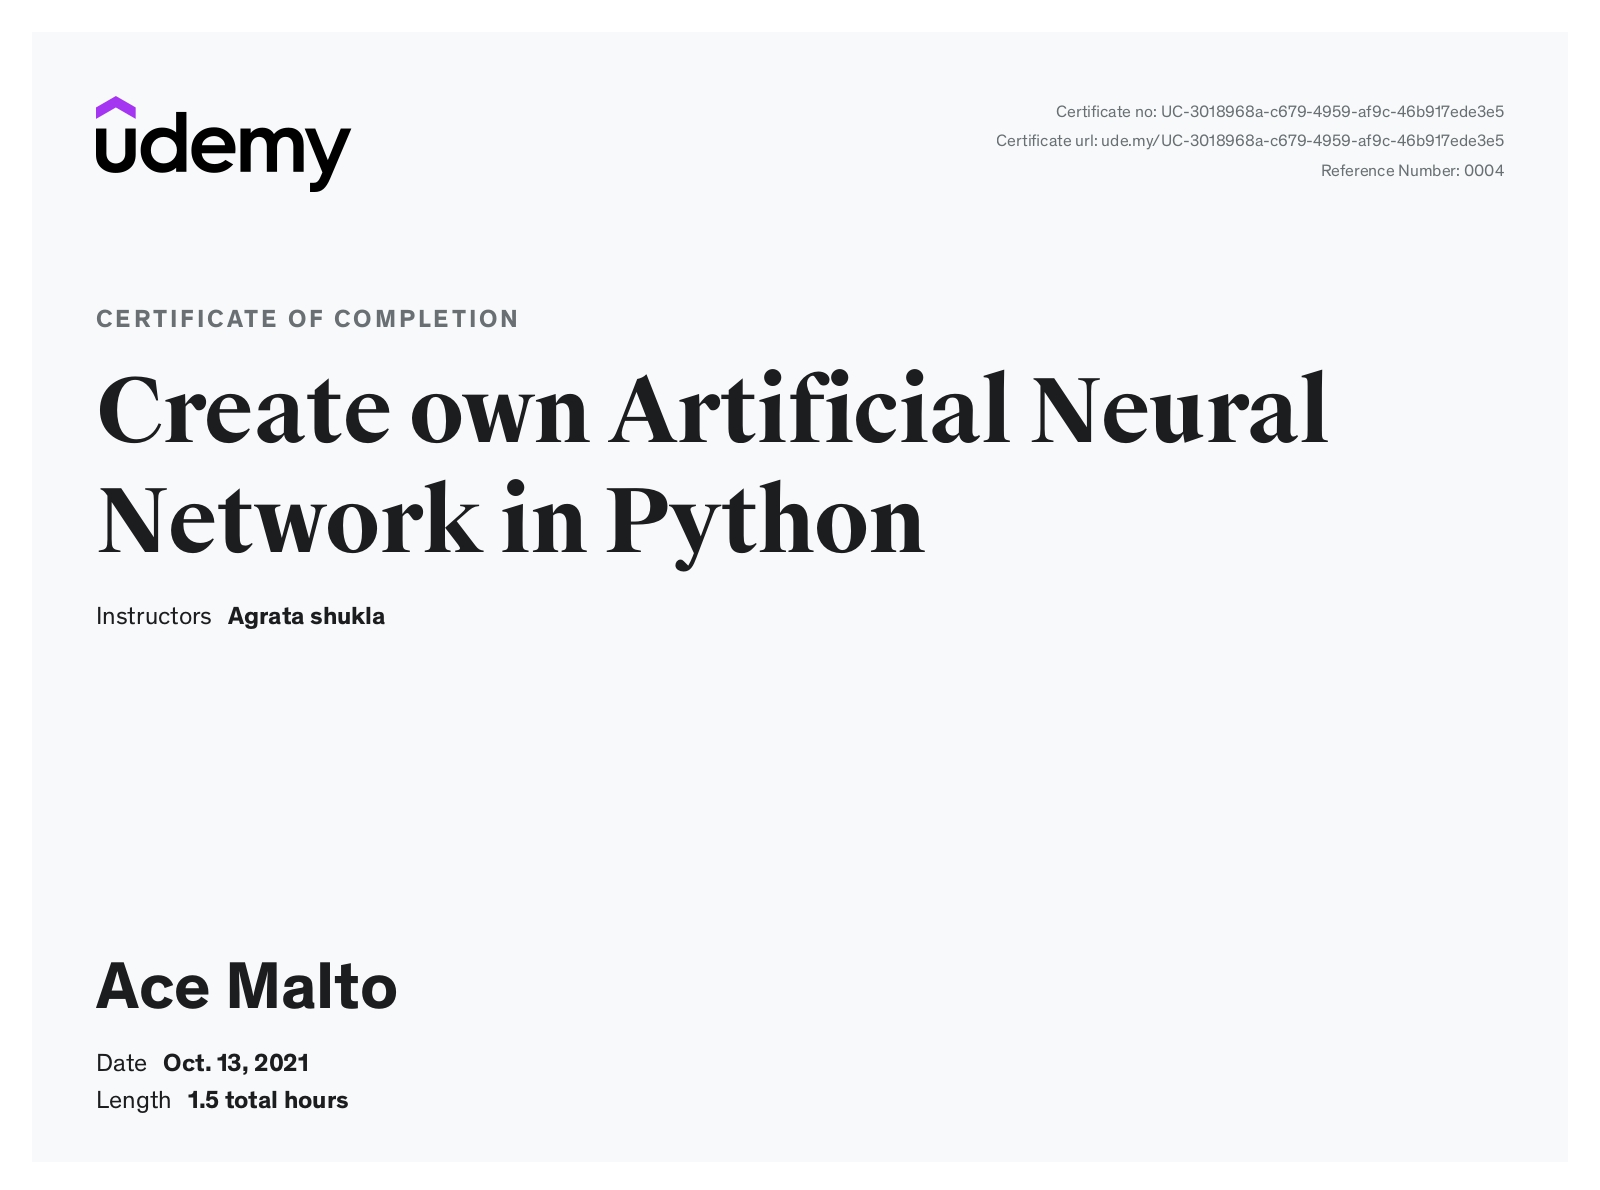 udemy
Certificate no: UC-3018968a-c679-4959-af9c-46b917ede3e5
Certificate url: ude.my/UC-3018968a-c679-4959-af9c-46b917ede3e5
Reference Number: 0004
CERTIFICATE OF COMPLETION
Create own Artificial Neural
Network in Python
Instructors Agrata shukla
Ace Malto
Date Oct. 13, 2021
Length 1.5 total hours